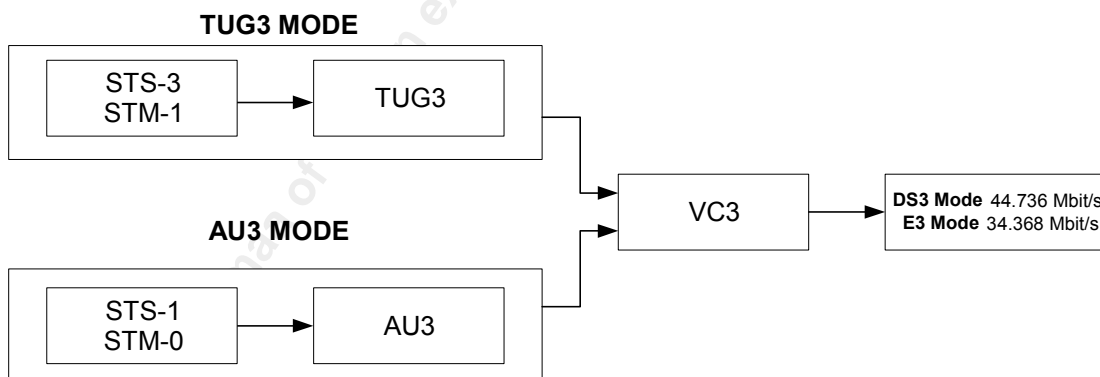 TUG3 MODE
STS-3
STM-1
TUG3
VC3
DS3 Mode 44.736 Mbit/s
E3 Mode 34.368 Mbit/s
AU3 MODE
STS-1
STM-0
AU3